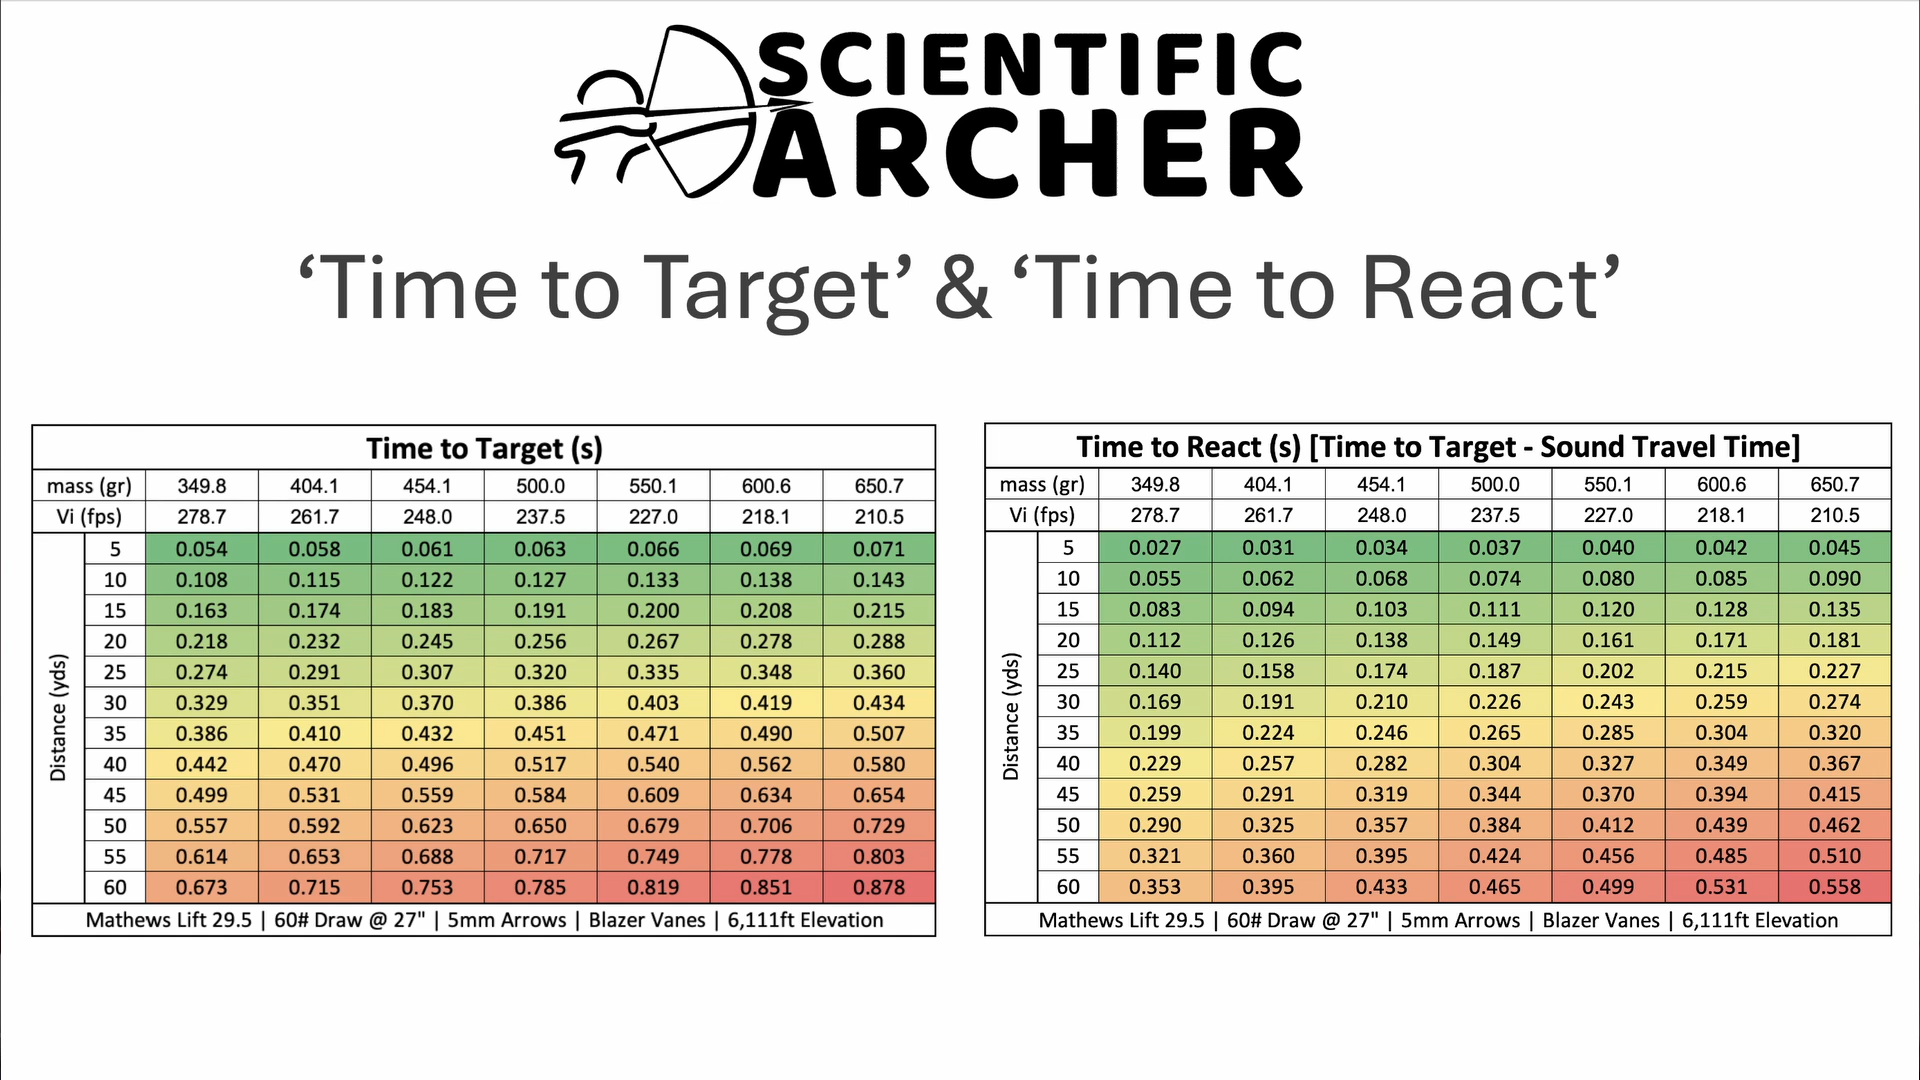 SCIENTIFIC
ARCHER
‘Time to Target’ & ‘Time to React’
Time to Target (s)
mass (gr) 349.8 404.1 454.1 500.0 550.1 600.6 650.7
Vi (fps) 278.7 261.7 248.0 237.5 227.0 218.1 210.5
Distance (yds)
5 0.054 0.058 0.061 0.063 0.066 0.069 0.071
10 0.108 0.115 0.122 0.127 0.133 0.138 0.143
15 0.163 0.174 0.183 0.191 0.200 0.208 0.215
20 0.218 0.232 0.245 0.256 0.267 0.278 0.288
25 0.274 0.291 0.307 0.320 0.335 0.348 0.360
30 0.329 0.351 0.370 0.386 0.403 0.419 0.434
35 0.386 0.410 0.432 0.451 0.471 0.490 0.507
40 0.442 0.470 0.496 0.517 0.540 0.562 0.580
45 0.499 0.531 0.559 0.584 0.609 0.634 0.654
50 0.557 0.592 0.623 0.650 0.679 0.706 0.729
55 0.614 0.653 0.688 0.717 0.749 0.778 0.803
60 0.673 0.715 0.753 0.785 0.819 0.851 0.878
Mathews Lift 29.5 | 60# Draw @ 27" | 5mm Arrows | Blazer Vanes | 6,111ft Elevation
Time to React (s) [Time to Target - Sound Travel Time]
mass (gr) 349.8 404.1 454.1 500.0 550.1 600.6 650.7
Vi (fps) 278.7 261.7 248.0 237.5 227.0 218.1 210.5
Distance (yds)
5 0.027 0.031 0.034 0.037 0.040 0.042 0.045
10 0.055 0.062 0.068 0.074 0.080 0.085 0.090
15 0.083 0.094 0.103 0.111 0.120 0.128 0.135
20 0.112 0.126 0.138 0.149 0.161 0.171 0.181
25 0.140 0.158 0.174 0.187 0.202 0.215 0.227
30 0.169 0.191 0.210 0.226 0.243 0.259 0.274
35 0.199 0.224 0.246 0.265 0.285 0.304 0.320
40 0.229 0.257 0.282 0.304 0.327 0.349 0.367
45 0.259 0.291 0.319 0.344 0.370 0.394 0.415
50 0.290 0.325 0.357 0.384 0.412 0.439 0.462
55 0.321 0.360 0.395 0.424 0.456 0.485 0.510
60 0.353 0.395 0.433 0.465 0.499 0.531 0.558
Mathews Lift 29.5 | 60# Draw @ 27" | 5mm Arrows | Blazer Vanes | 6,111ft Elevation